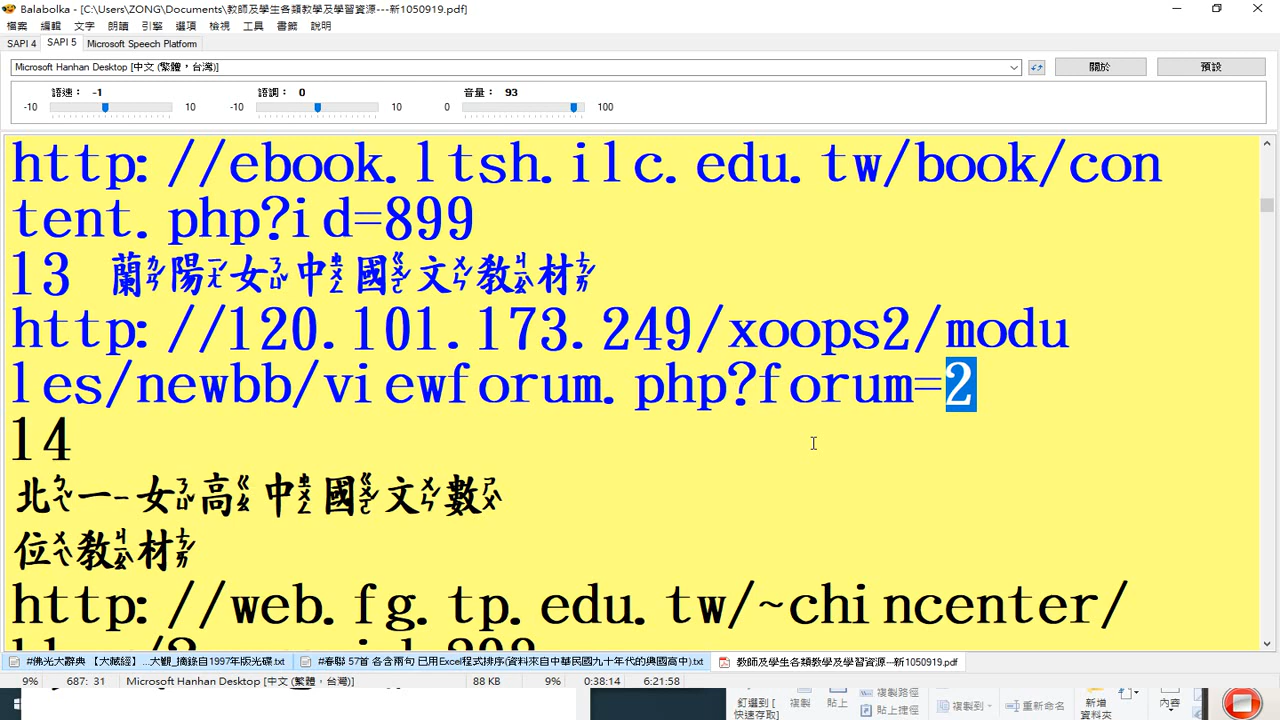 Balabolka - [C:\Users\ZONG\Documents\教師及學生各類教學及學習資源---新1050919.pdf]
檔案 編輯 文字 朗讀 引擎 選項 檢視 工具 書籤 說明
SAPI 4 SAPI 5 Microsoft Speech Platform
Microsoft Hanhan Desktop [中文 (繁體，台灣)] 關於 預設
語速： -1 語調： 0 音量： 93
-10 10 -10 10 0 100
http://ebook.ltsh.ilc.edu.tw/book/con
tent.php?id=899
13 蘭陽女中國文教材
http://120.101.173.249/xoops2/modu
les/newbb/viewforum.php?forum=2
14
北一女高中國文數
位教材
http://web.fg.tp.edu.tw/~chincenter/
#佛光大辭典 【大藏經】....大觀_摘錄自1997年版光碟.txt #春聯 57首 各含兩句 已用Excel程式排序(資料來自中華民國九十年代的興國高中).txt 教師及學生各類教學及學習資源---新1050919.pdf
9% 687: 31 Microsoft Hanhan Desktop [中文 (繁體，台灣)] 88 KB 9% 0:38:14 6:21:58
釘選到 [ 複製 貼上 複製路徑 新增 內容
快速存取] 貼上捷徑 複製到 重新命名 資料夾